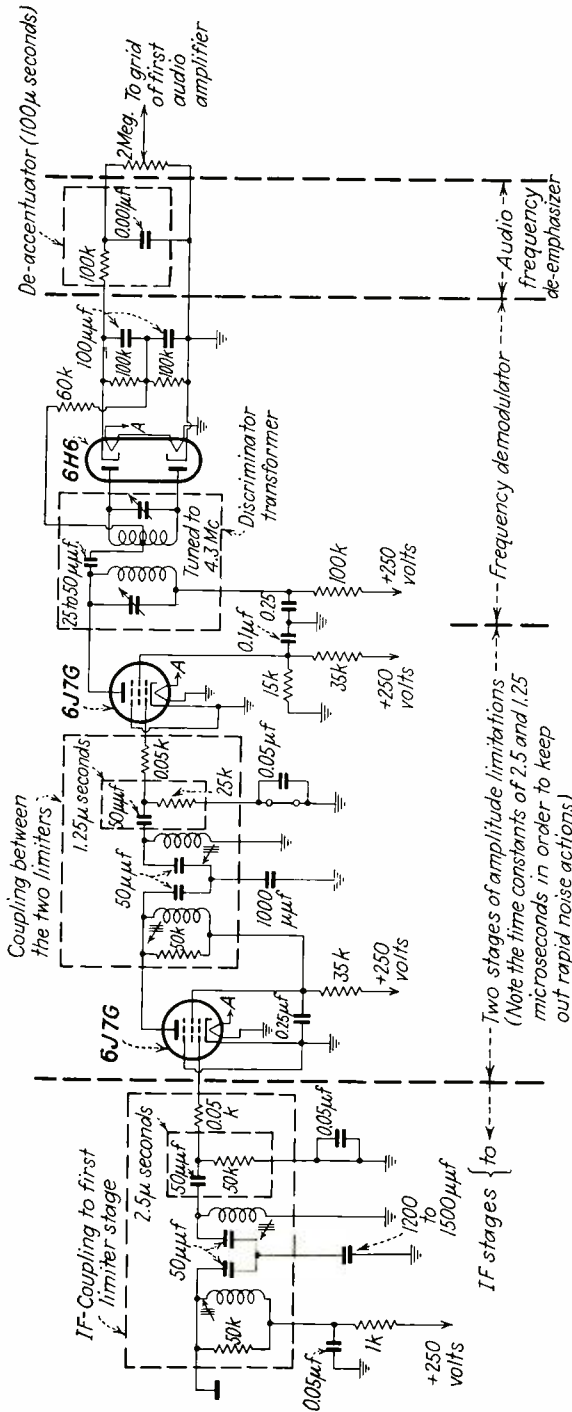 IF-Coupling to first
limiter stage
2.5μ seconds
50μμf
50μμf
0.05
k
50k
50k
0.05μf
1200
to
1500μμf
0.05μf
1k
+250
volts
Coupling between
the two limiters
1.25μ seconds
6J7G
A
50k
50μμf
50μμf
0.05k
25k
0.05μf
1000
μμf
0.25μf
35k
+250
volts
6J7G
A
25 to 50μμf
Tuned to
4.3 Mc
Discriminator
transformer
0.1μf
0.25
15k
35k
+250
volts
100k
+250
volts
6H6
A
60k
100μμf
100k
100k
De-accentuator (100μ seconds)
100k
0.001μA
2 Meg.
To grid
of first
audio
amplifier
IF stages
to
Two stages of amplitude limitations
(Note the time constants of 2.5 and 1.25
microseconds in order to keep
out rapid noise actions)
Frequency demodulator
Audio
frequency
de-emphasizer